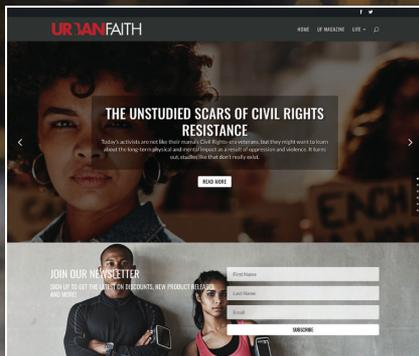 URBANFAITH
HOME UF MAGAZINE LIFE
THE UNSTUDIED SCARS OF CIVIL RIGHTS
RESISTANCE
Today's activists are not like their mama's Civil Rights-era veterans, but they might want to learn
about the long-term physical and mental impact as a result of oppression and violence. It turns
out, studies like that don't really exist.
READ MORE
JOIN OUR NEWSLETTER
SIGN UP TO GET THE LATEST ON DISCOUNTS, NEW PRODUCT RELEASES
AND MORE!
First Name
Last Name
Email
SUBSCRIBE